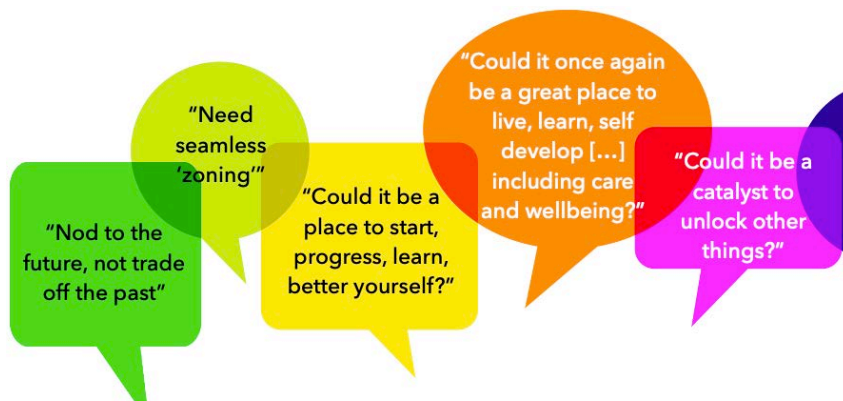 “Nod to the
future, not trade
off the past”
“Need
seamless
‘zoning’”
“Could it be a
place to start,
progress, learn,
better yourself?”
“Could it once again
be a great place to
live, learn, self
develop [...]
including care
and wellbeing?”
“Could it be a
catalyst to
unlock other
things?”